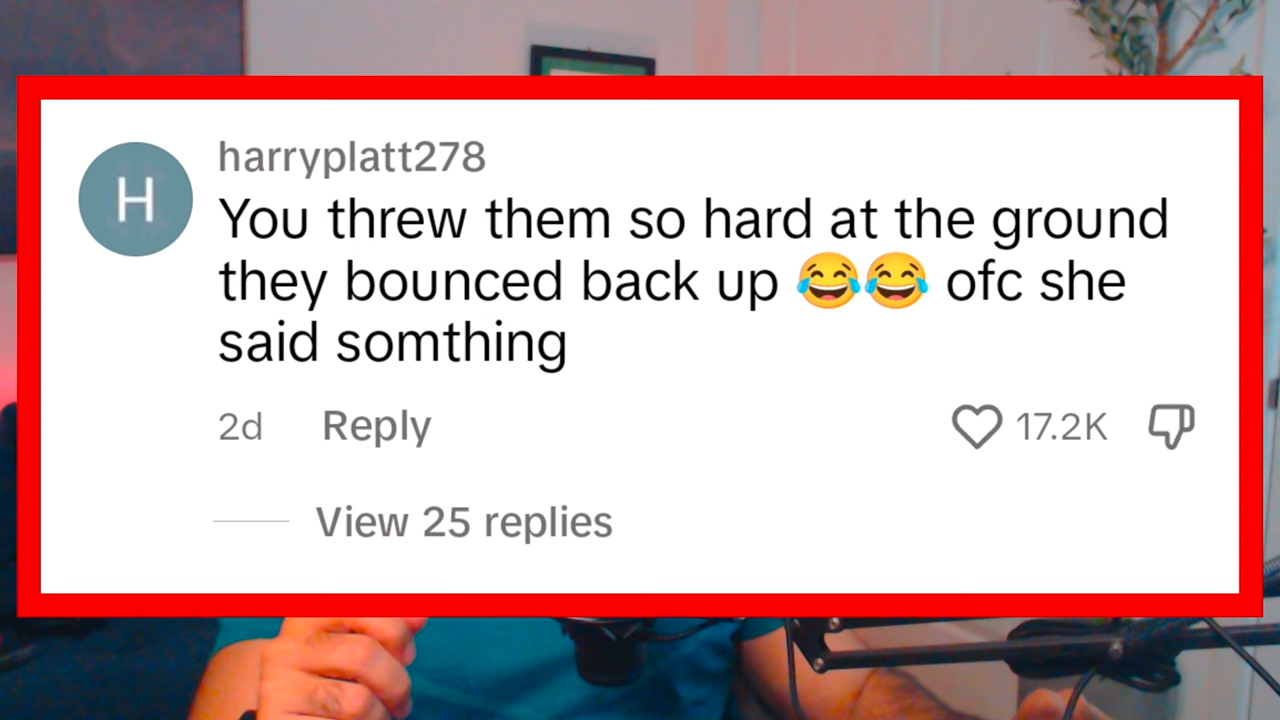 H
harryplatt278
You threw them so hard at the ground
they bounced back up 😂😂 ofc she
said somthing
2d Reply 17.2K
View 25 replies